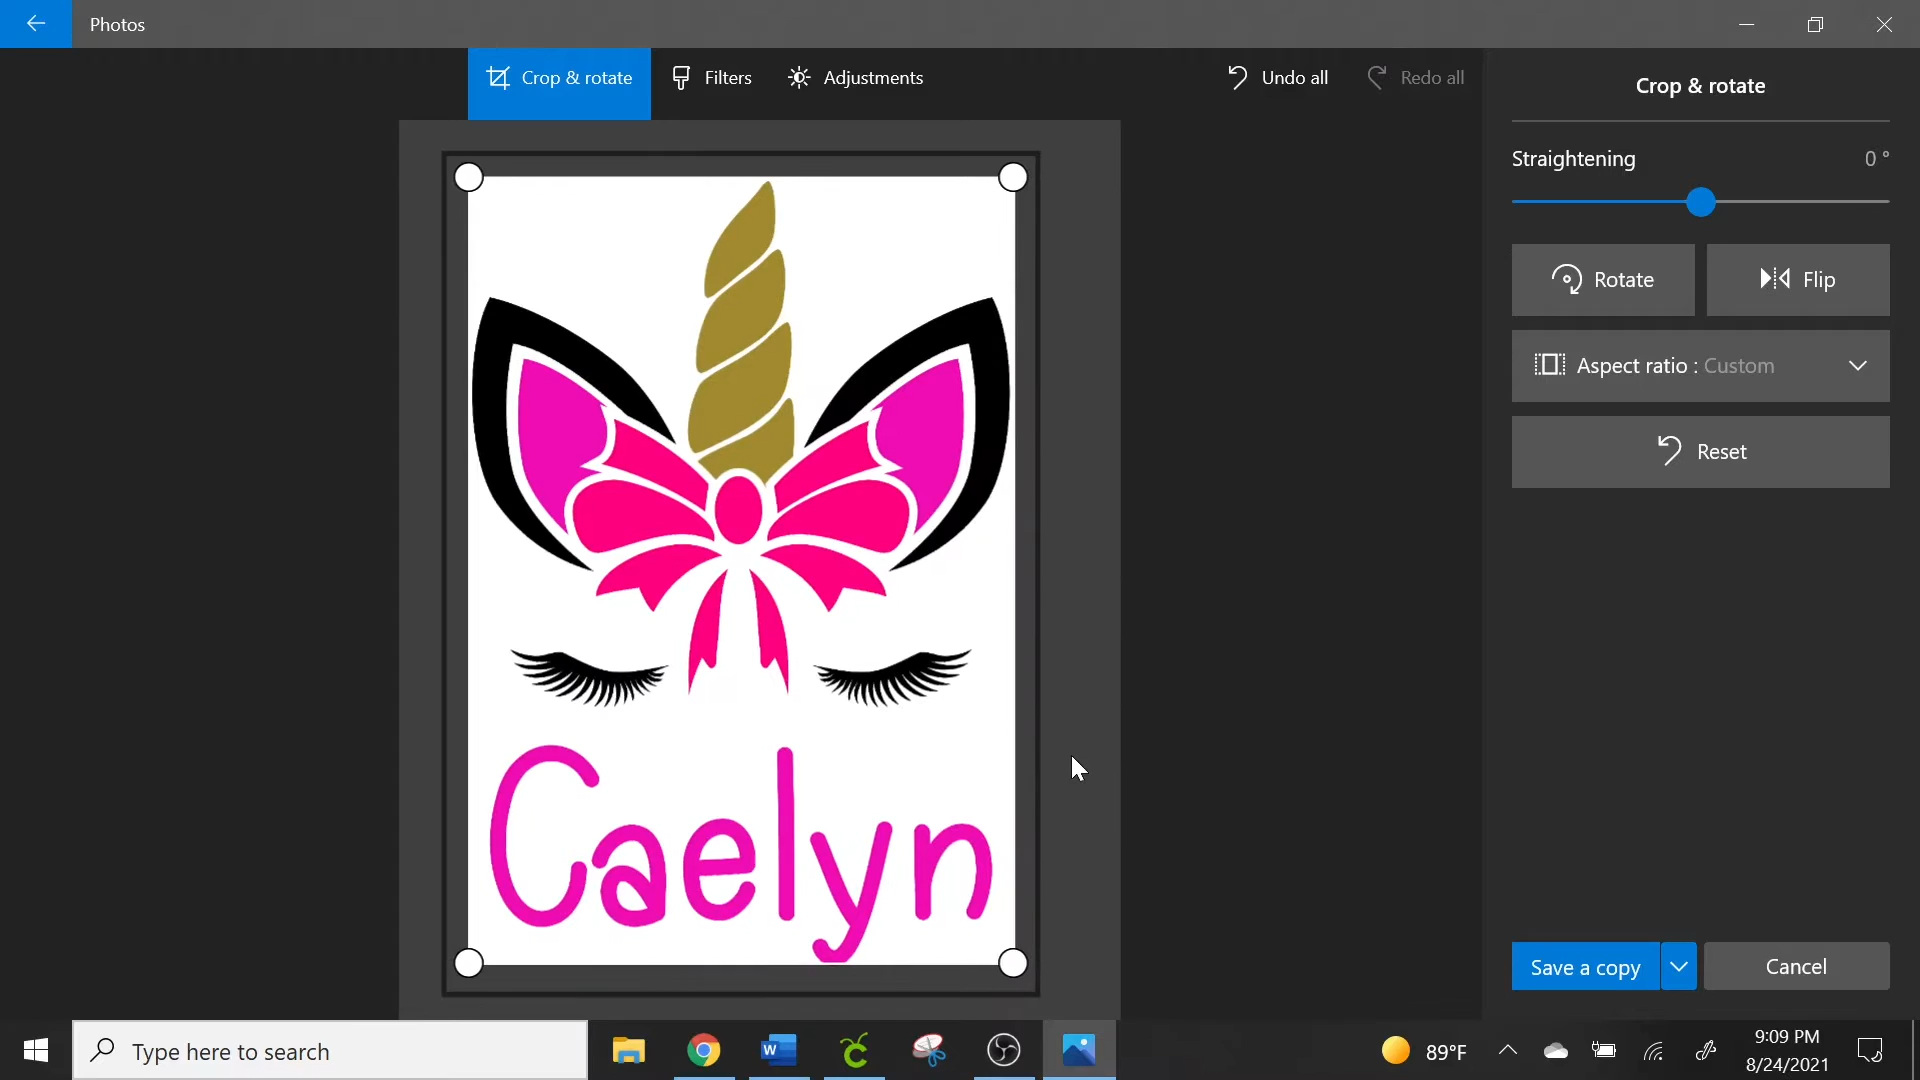 Photos
Crop & rotate
Filters
Adjustments
Undo all
Redo all
Crop & rotate
Straightening
0 °
Rotate
Flip
Aspect ratio : Custom
Reset
Caelyn
Save a copy
Cancel
Type here to search
W
89°F
9:09 PM
8/24/2021